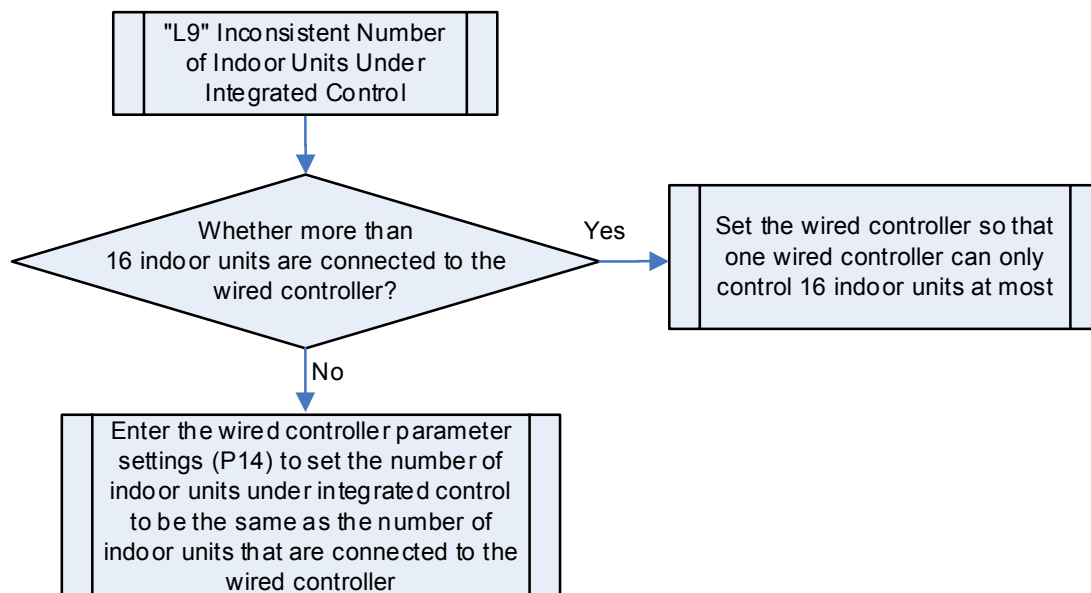 "L9" Inconsistent Number
of Indoor Units Under
Integrated Control
Whether more than
16 indoor units are connected to the
wired controller?
Yes
Set the wired controller so that
one wired controller can only
control 16 indoor units at most
No
Enter the wired controller parameter
settings (P14) to set the number of
indoor units under integrated control
to be the same as the number of
indoor units that are connected to the
wired controller